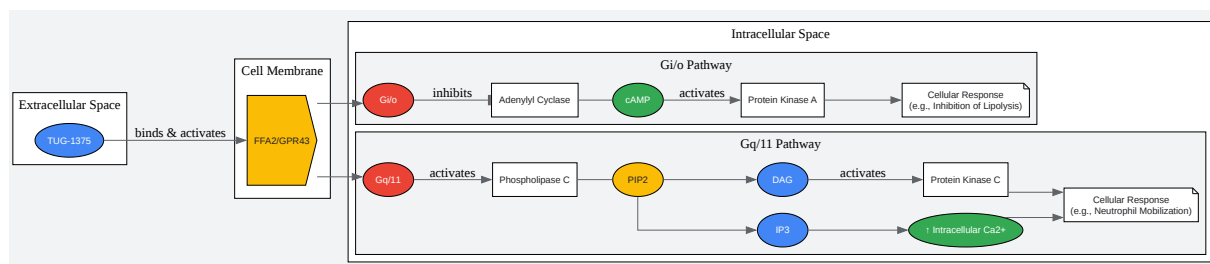 Intracellular Space
Gi/o Pathway
Cell Membrane
Extracellular Space
Gi/o
inhibits
Adenylyl Cyclase
cAMP
activates
Protein Kinase A
Cellular Response
(e.g., Inhibition of Lipolysis)
TUG-1375
binds & activates
FFA2/GPR43
Gq/11 Pathway
Gq/11
activates
Phospholipase C
PIP2
DAG
activates
Protein Kinase C
Cellular Response
(e.g., Neutrophil Mobilization)
IP3
↑ Intracellular Ca2+